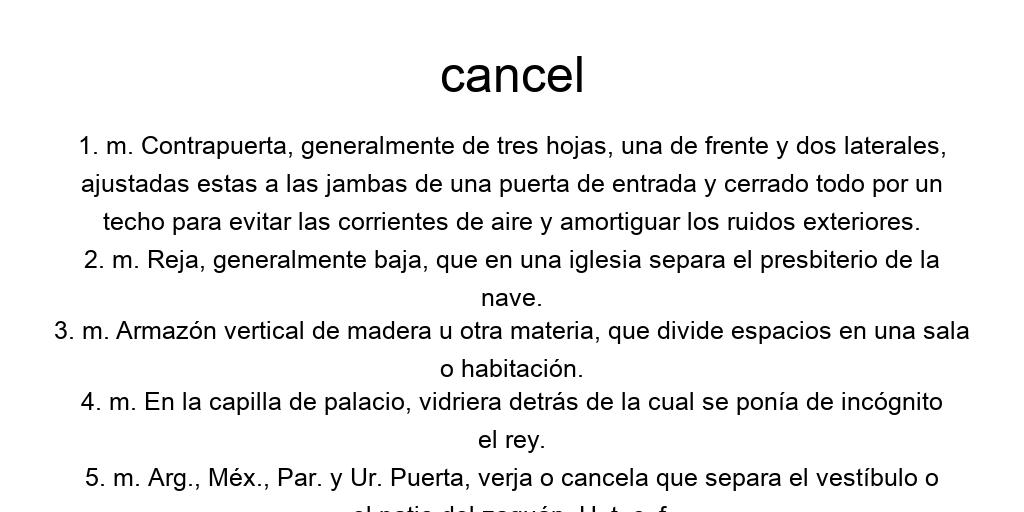 cancel
1. m. Contrapuerta, generalmente de tres hojas, una de frente y dos laterales,
ajustadas estas a las jambas de una puerta de entrada y cerrado todo por un
techo para evitar las corrientes de aire y amortiguar los ruidos exteriores.
2. m. Reja, generalmente baja, que en una iglesia separa el presbiterio de la
nave.
3. m. Armazón vertical de madera u otra materia, que divide espacios en una sala
o habitación.
4. m. En la capilla de palacio, vidriera detrás de la cual se ponía de incógnito
el rey.
5. m. Arg., Méx., Par. y Ur. Puerta, verja o cancela que separa el vestíbulo o
el patio del zaguán. U. t. c. f.